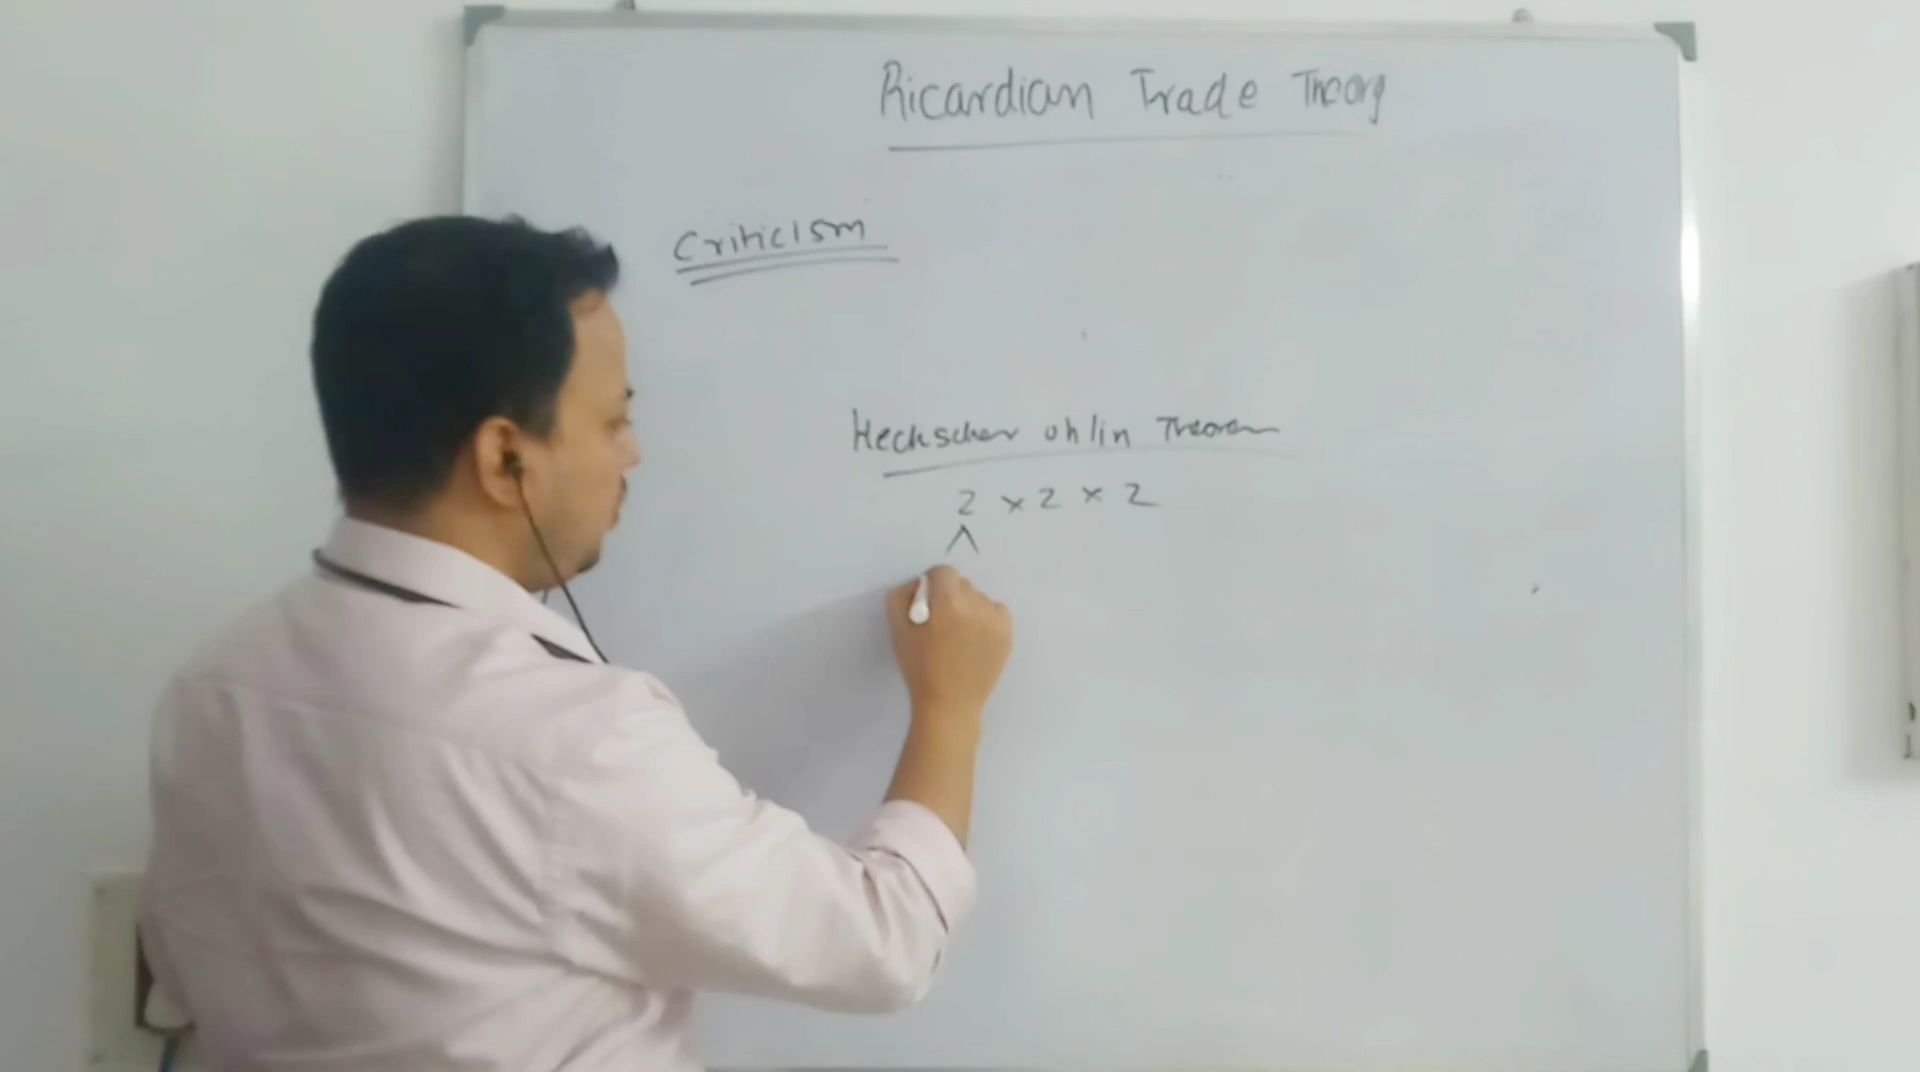 Ricardian Trade Theory
Criticism
Heckscher ohlin Theorem
2 × 2 × 2